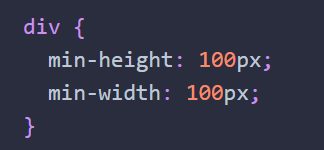 div {
  min-height: 100px;
  min-width: 100px;
}